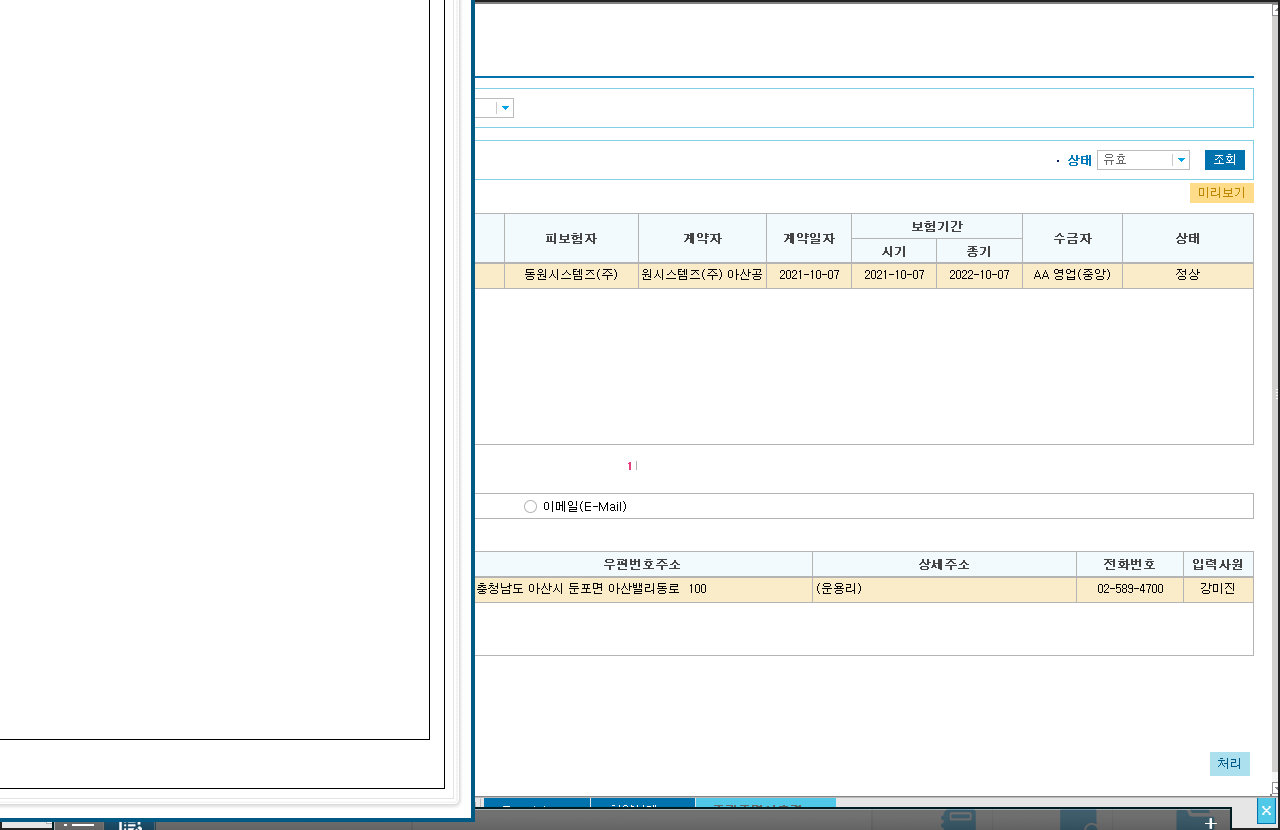 · 상태 유효 조회
미리보기
피보험자 계약자 계약일자 보험기간 수금자 상태
시기 종기
동원시스템즈(주) 원시스템즈(주) 아산공 2021-10-07 2021-10-07 2022-10-07 AA 영업(중앙) 정상
1
이메일(E-Mail)
우편번호주소 상세주소 전화번호 입력사원
충청남도 아산시 둔포면 아산밸리동로 100 (운용리) 02-589-4700 강미진
처리